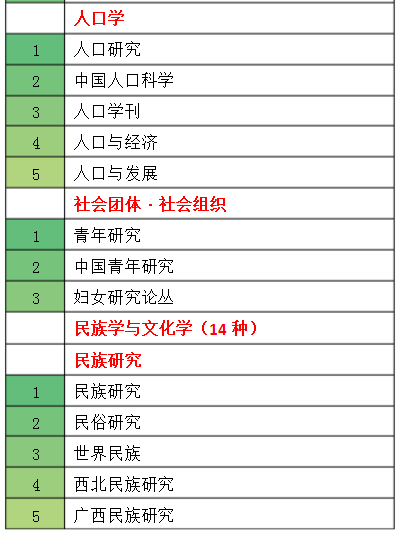 人口学
1 人口研究
2 中国人口科学
3 人口学刊
4 人口与经济
5 人口与发展
社会团体·社会组织
1 青年研究
2 中国青年研究
3 妇女研究论丛
民族学与文化学（14 种）
民族研究
1 民族研究
2 民俗研究
3 世界民族
4 西北民族研究
5 广西民族研究